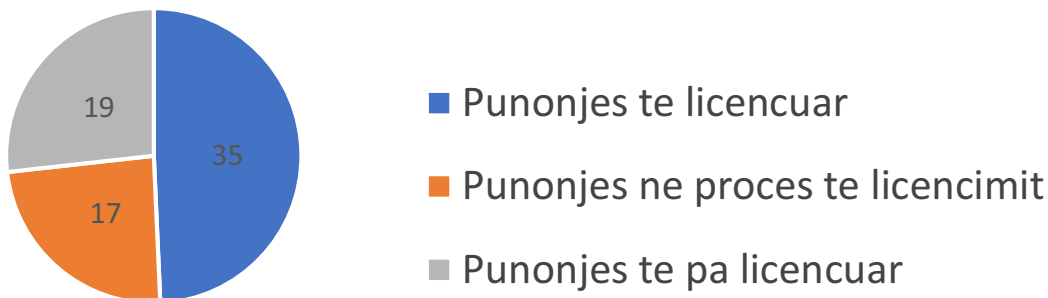 19
35
17
Punonjes te licencuar
Punonjes ne proces te licencimit
Punonjes te pa licencuar